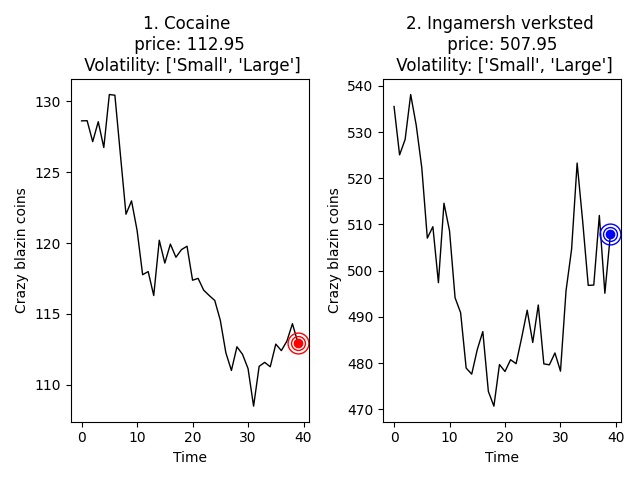 1. Cocaine
price: 112.95
Volatility: ['Small', 'Large']
130
125
120
115
110
Crazy blazin coins
0 10 20 30 40
Time
2. Ingamersh verksted
price: 507.95
Volatility: ['Small', 'Large']
540
530
520
510
500
490
480
470
Crazy blazin coins
0 10 20 30 40
Time